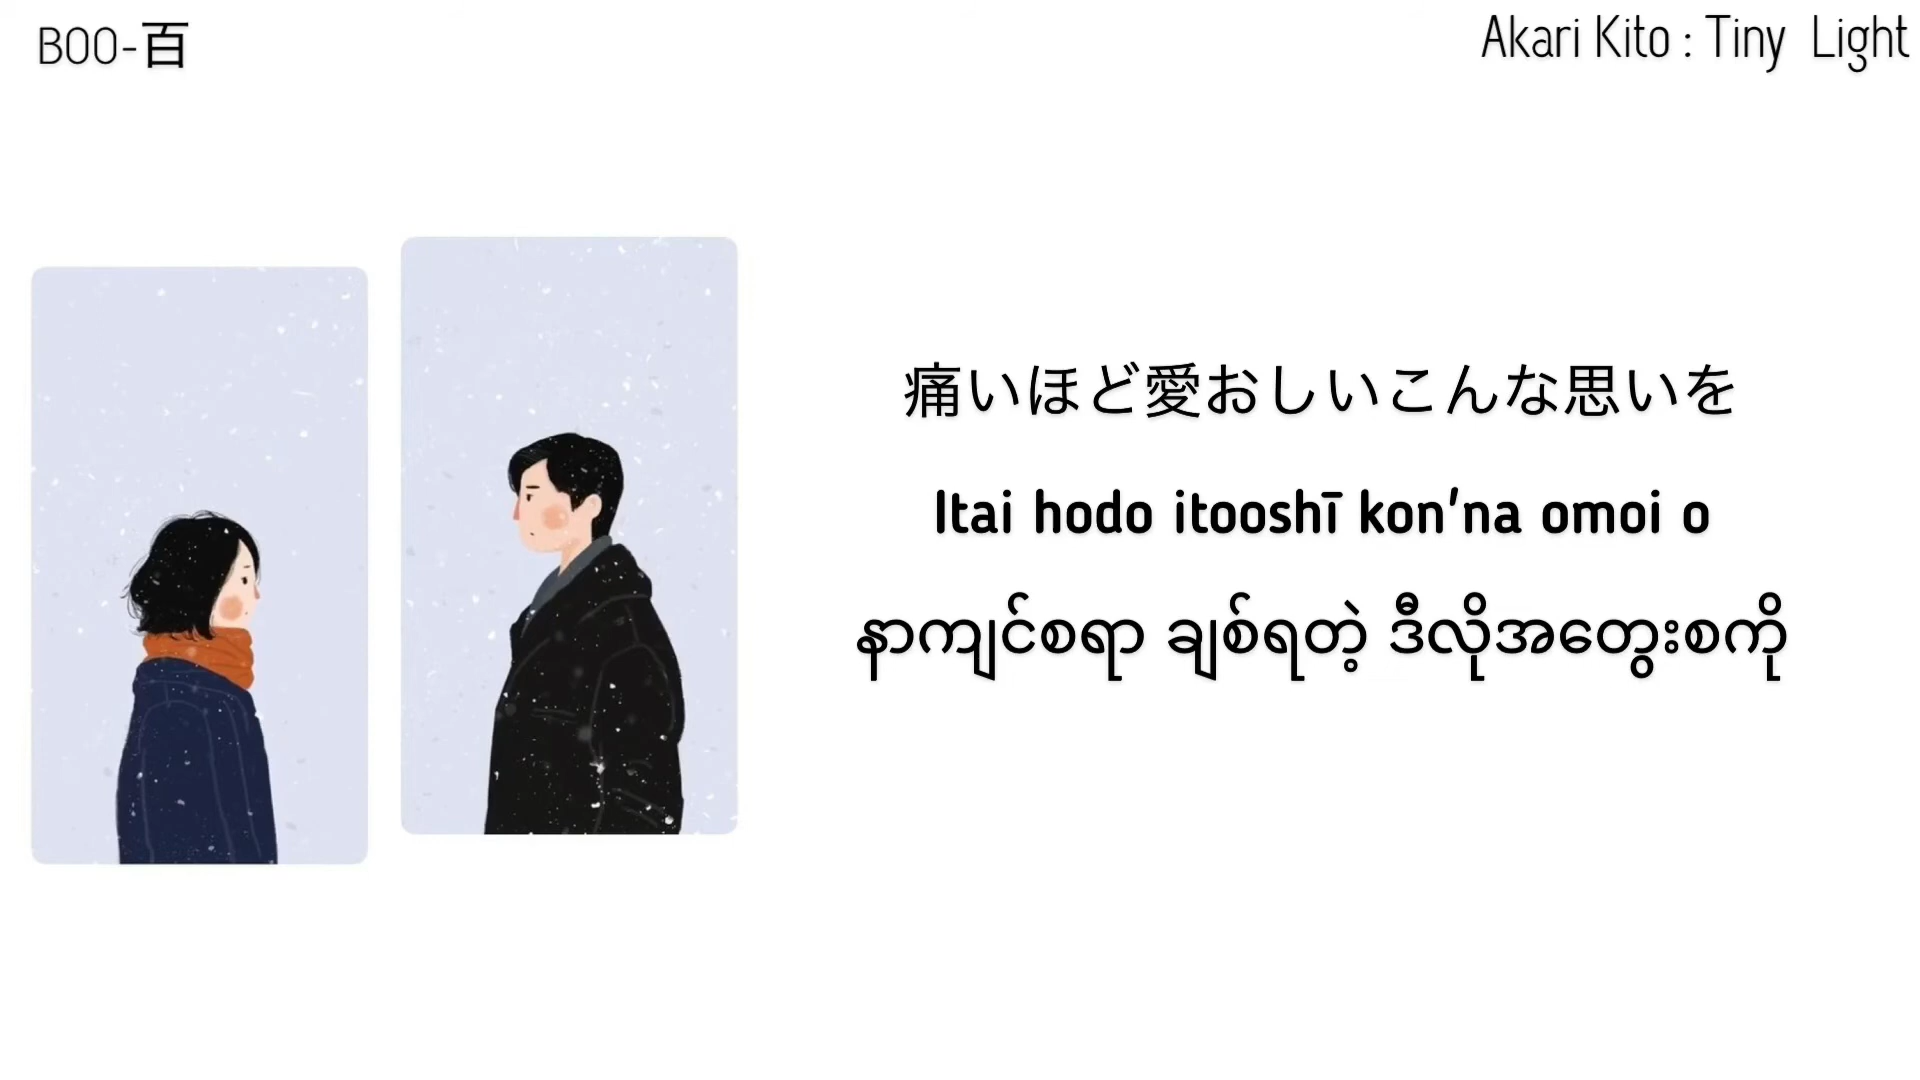 BOO-百
Akari Kito : Tiny Light
痛いほど愛おしいこんな思いを
Itai hodo itooshī kon'na omoi o
နာကျင်စရာ ချစ်ရတဲ့ ဒီလိုအတွေးစကို